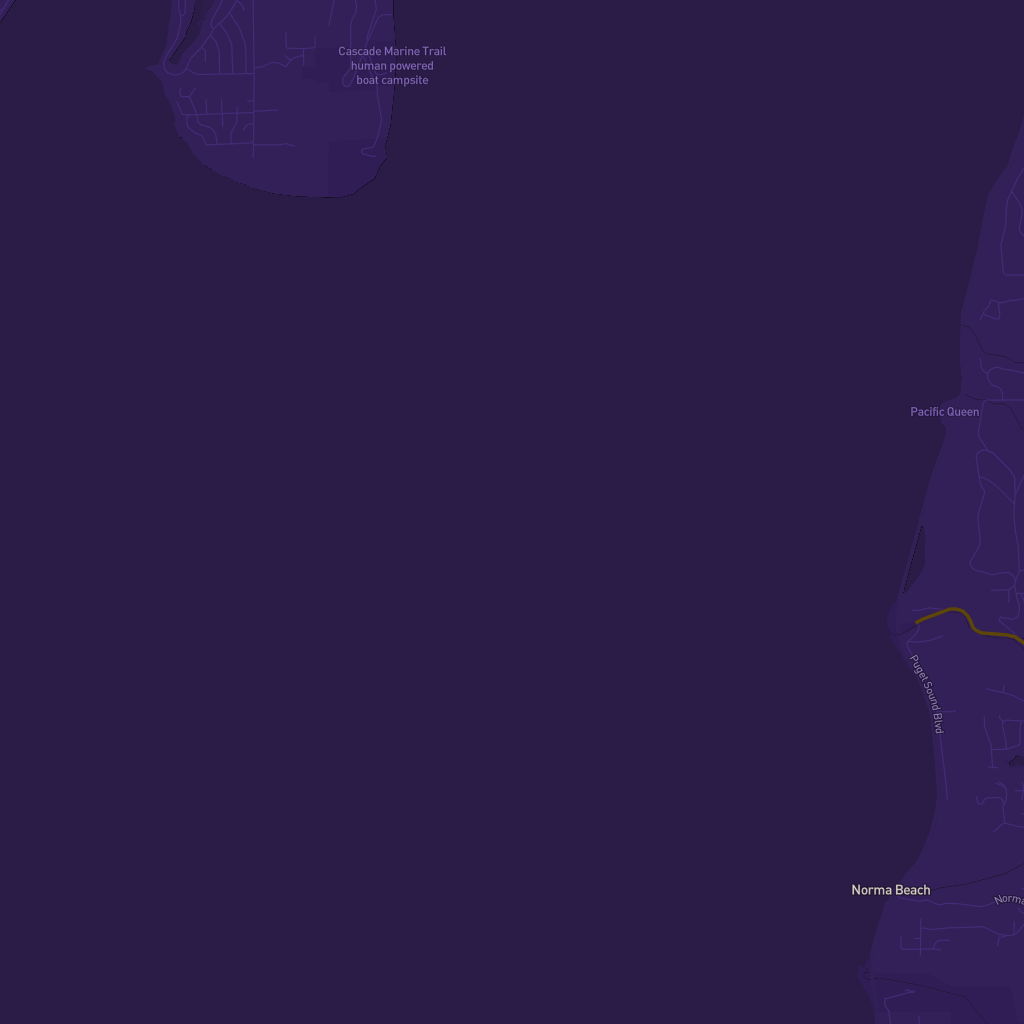 Cascade Marine Trail
human powered
boat campsite
Pacific Queen
Puget Sound Blvd
Norma Beach
Norma